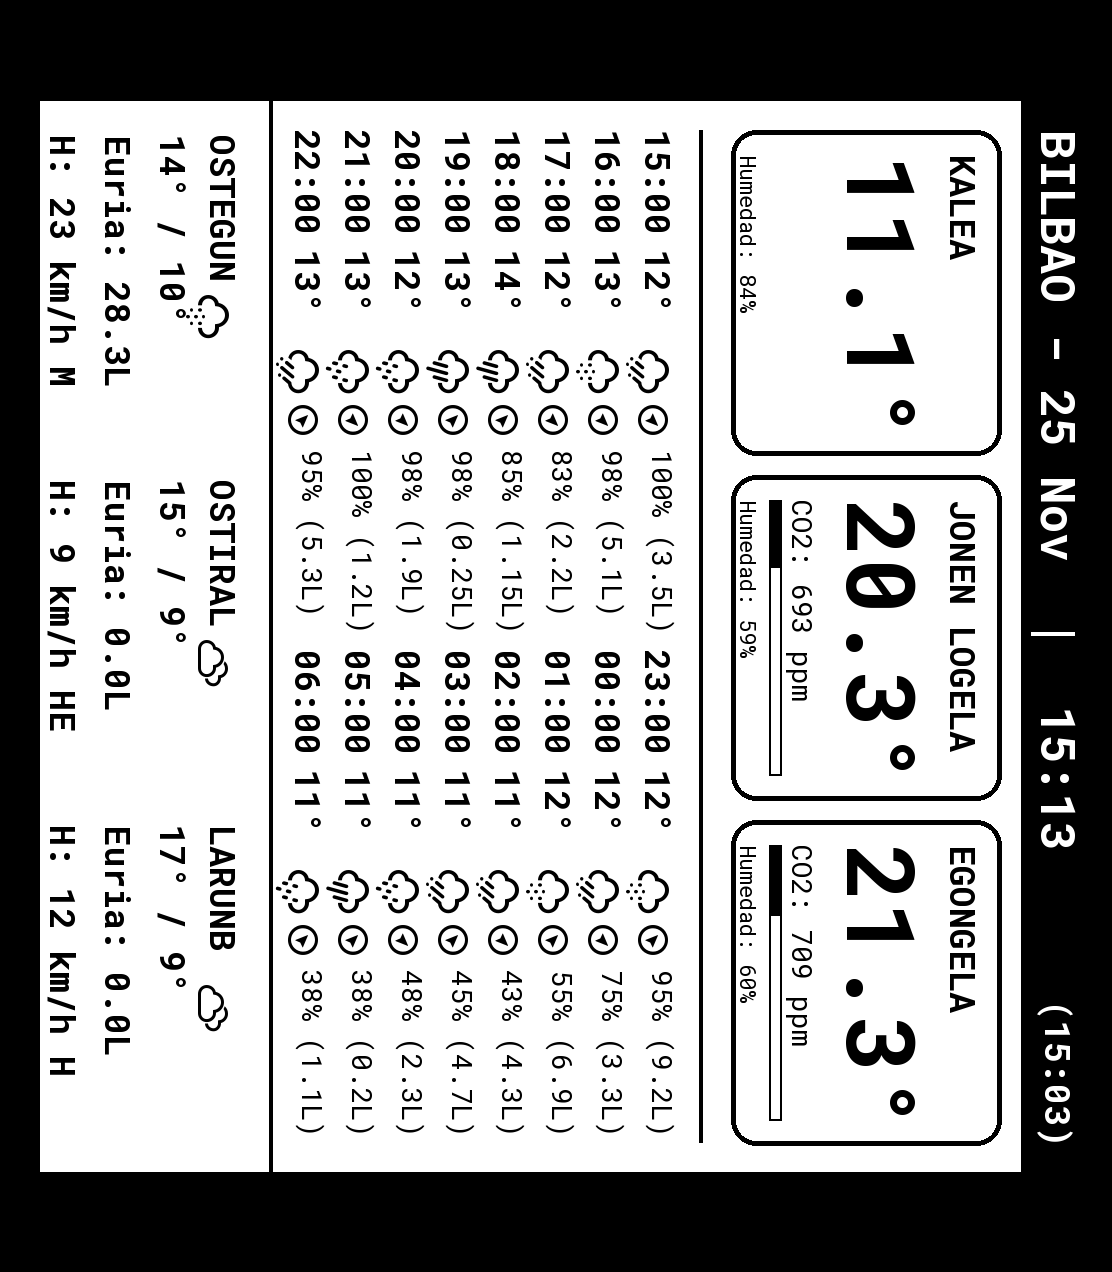 BILBAO - 25 Nov | 15:13 (15:03)
KALEA
11.1°
Humedad: 84%
JONEN LOGELA
20.3°
CO2: 693 ppm
Humedad: 59%
EGONGELA
21.3°
CO2: 709 ppm
Humedad: 60%
15:00 12° 100% (3.5L)
16:00 13° 98% (5.1L)
17:00 12° 83% (2.2L)
18:00 14° 85% (1.15L)
19:00 13° 98% (0.25L)
20:00 12° 98% (1.9L)
21:00 13° 100% (1.2L)
22:00 13° 95% (5.3L)
23:00 12° 95% (9.2L)
00:00 12° 75% (3.3L)
01:00 12° 55% (6.9L)
02:00 11° 43% (4.3L)
03:00 11° 45% (4.7L)
04:00 11° 48% (2.3L)
05:00 11° 38% (0.2L)
06:00 11° 38% (1.1L)
OSTEGUN
14° / 10°
Euria: 28.3L
H: 23 km/h M
OSTIRAL
15° / 9°
Euria: 0.0L
H: 9 km/h HE
LARUNB
17° / 9°
Euria: 0.0L
H: 12 km/h H